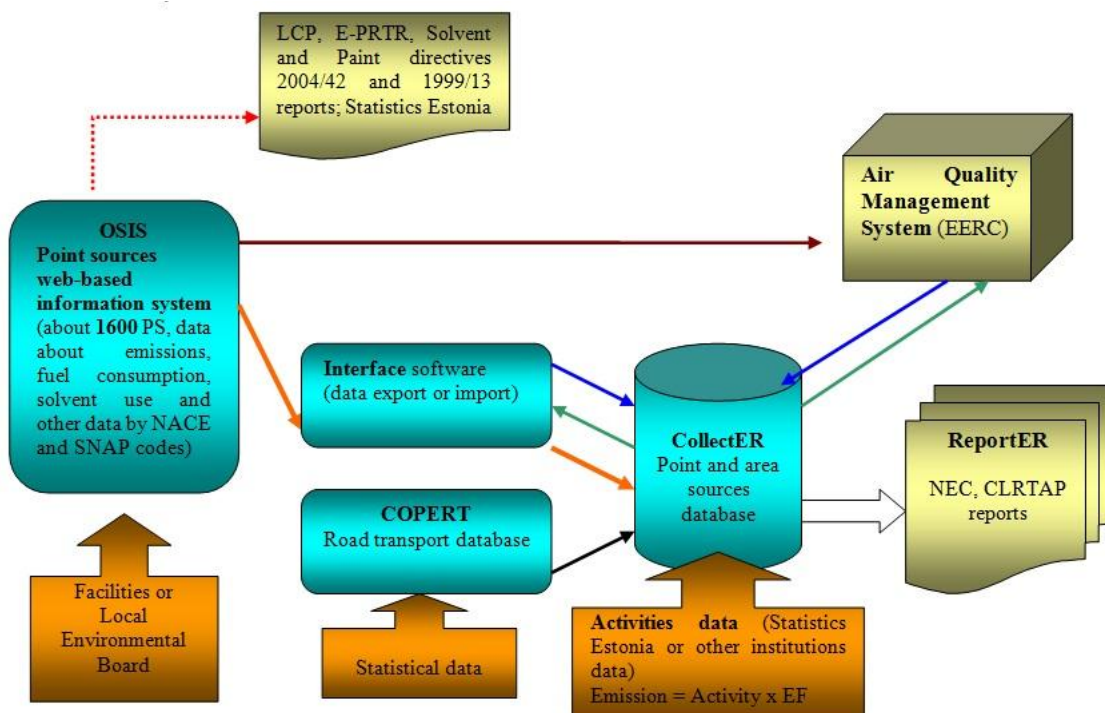 LCP, E-PRTR, Solvent
and Paint directives
2004/42 and 1999/13
reports; Statistics Estonia
Air Quality
Management
System (EERC)
OSIS
Point sources
web-based
information system
(about 1600 PS, data
about emissions,
fuel consumption,
solvent use and
other data by NACE
and SNAP codes)
Interface software
(data export or import)
CollectER
Point and area
sources
database
ReportER
NEC, CLRTAP
reports
COPERT
Road transport database
Facilities or
Local
Environmental
Board
Statistical data
Activities data (Statistics
Estonia or other institutions
data)
Emission = Activity x EF